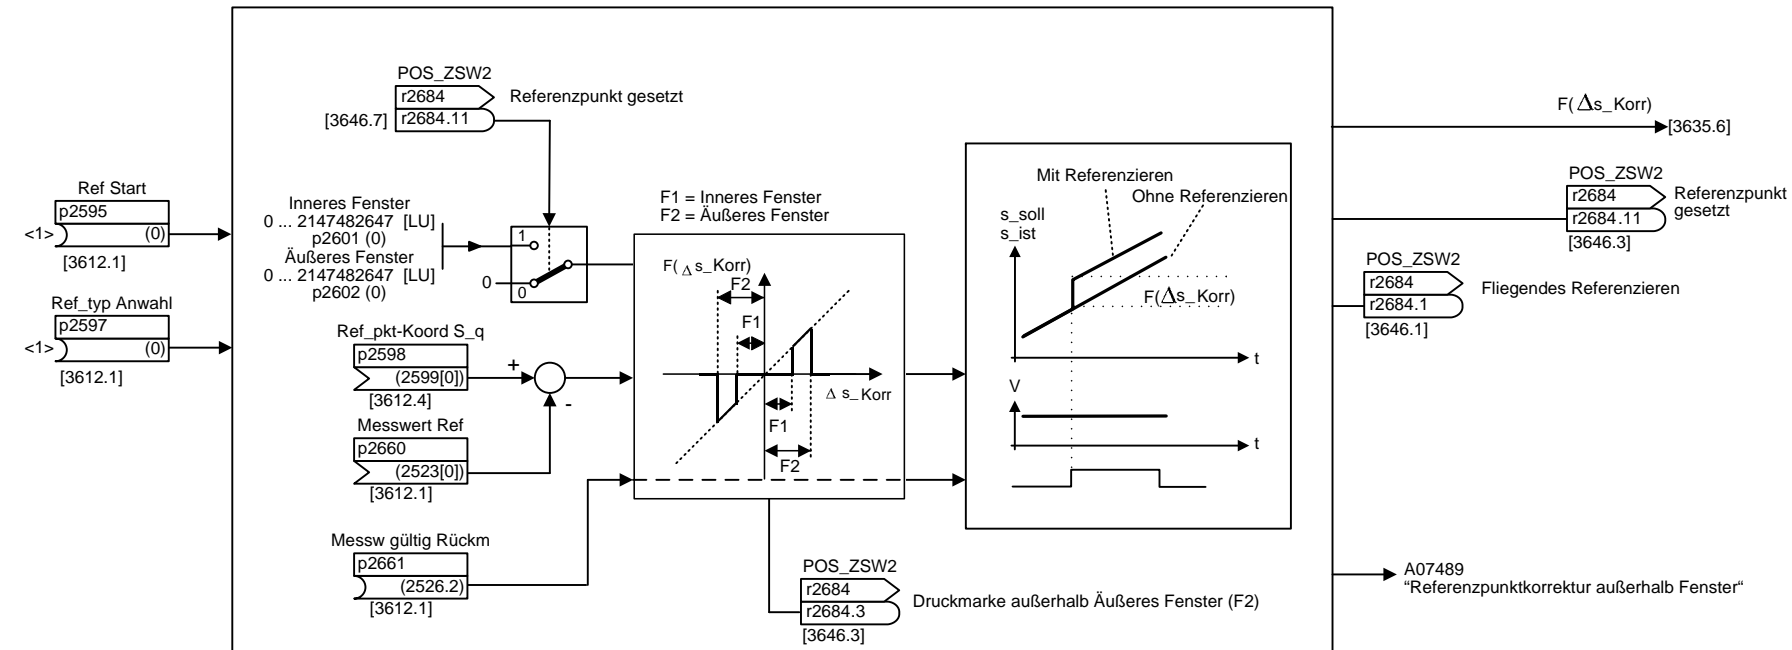 POS_ZSW2
r2684
Referenzpunkt gesetzt
[3646.7]
r2684.11
Ref Start
p2595
<1>
(0)
[3612.1]
Ref_typ Anwahl
p2597
<1>
(0)
[3612.1]
Inneres Fenster
0 ... 2147482647 [LU]
p2601 (0)
Äußeres Fenster
0 ... 2147482647 [LU]
p2602 (0)
1
0
0
Ref_pkt-Koord S_q
p2598
(2599[0])
[3612.4]
+
-
Messwert Ref
p2660
(2523[0])
[3612.1]
Messw gültig Rückm
p2661
(2526.2)
[3612.1]
F1 = Inneres Fenster
F2 = Äußeres Fenster
F(Δs_Korr)
F2
F1
Δ s_Korr
F1
F2
POS_ZSW2
r2684
r2684.3
[3646.3]
Druckmarke außerhalb Äußeres Fenster (F2)
Mit Referenzieren
Ohne Referenzieren
s_soll
s_ist
F(Δs_Korr)
t
V
t
F(Δs_Korr)
[3635.6]
POS_ZSW2
r2684
r2684.11
[3646.3]
Referenzpunkt
gesetzt
POS_ZSW2
r2684
r2684.1
[3646.1]
Fliegendes Referenzieren
A07489
“Referenzpunktkorrektur außerhalb Fenster“